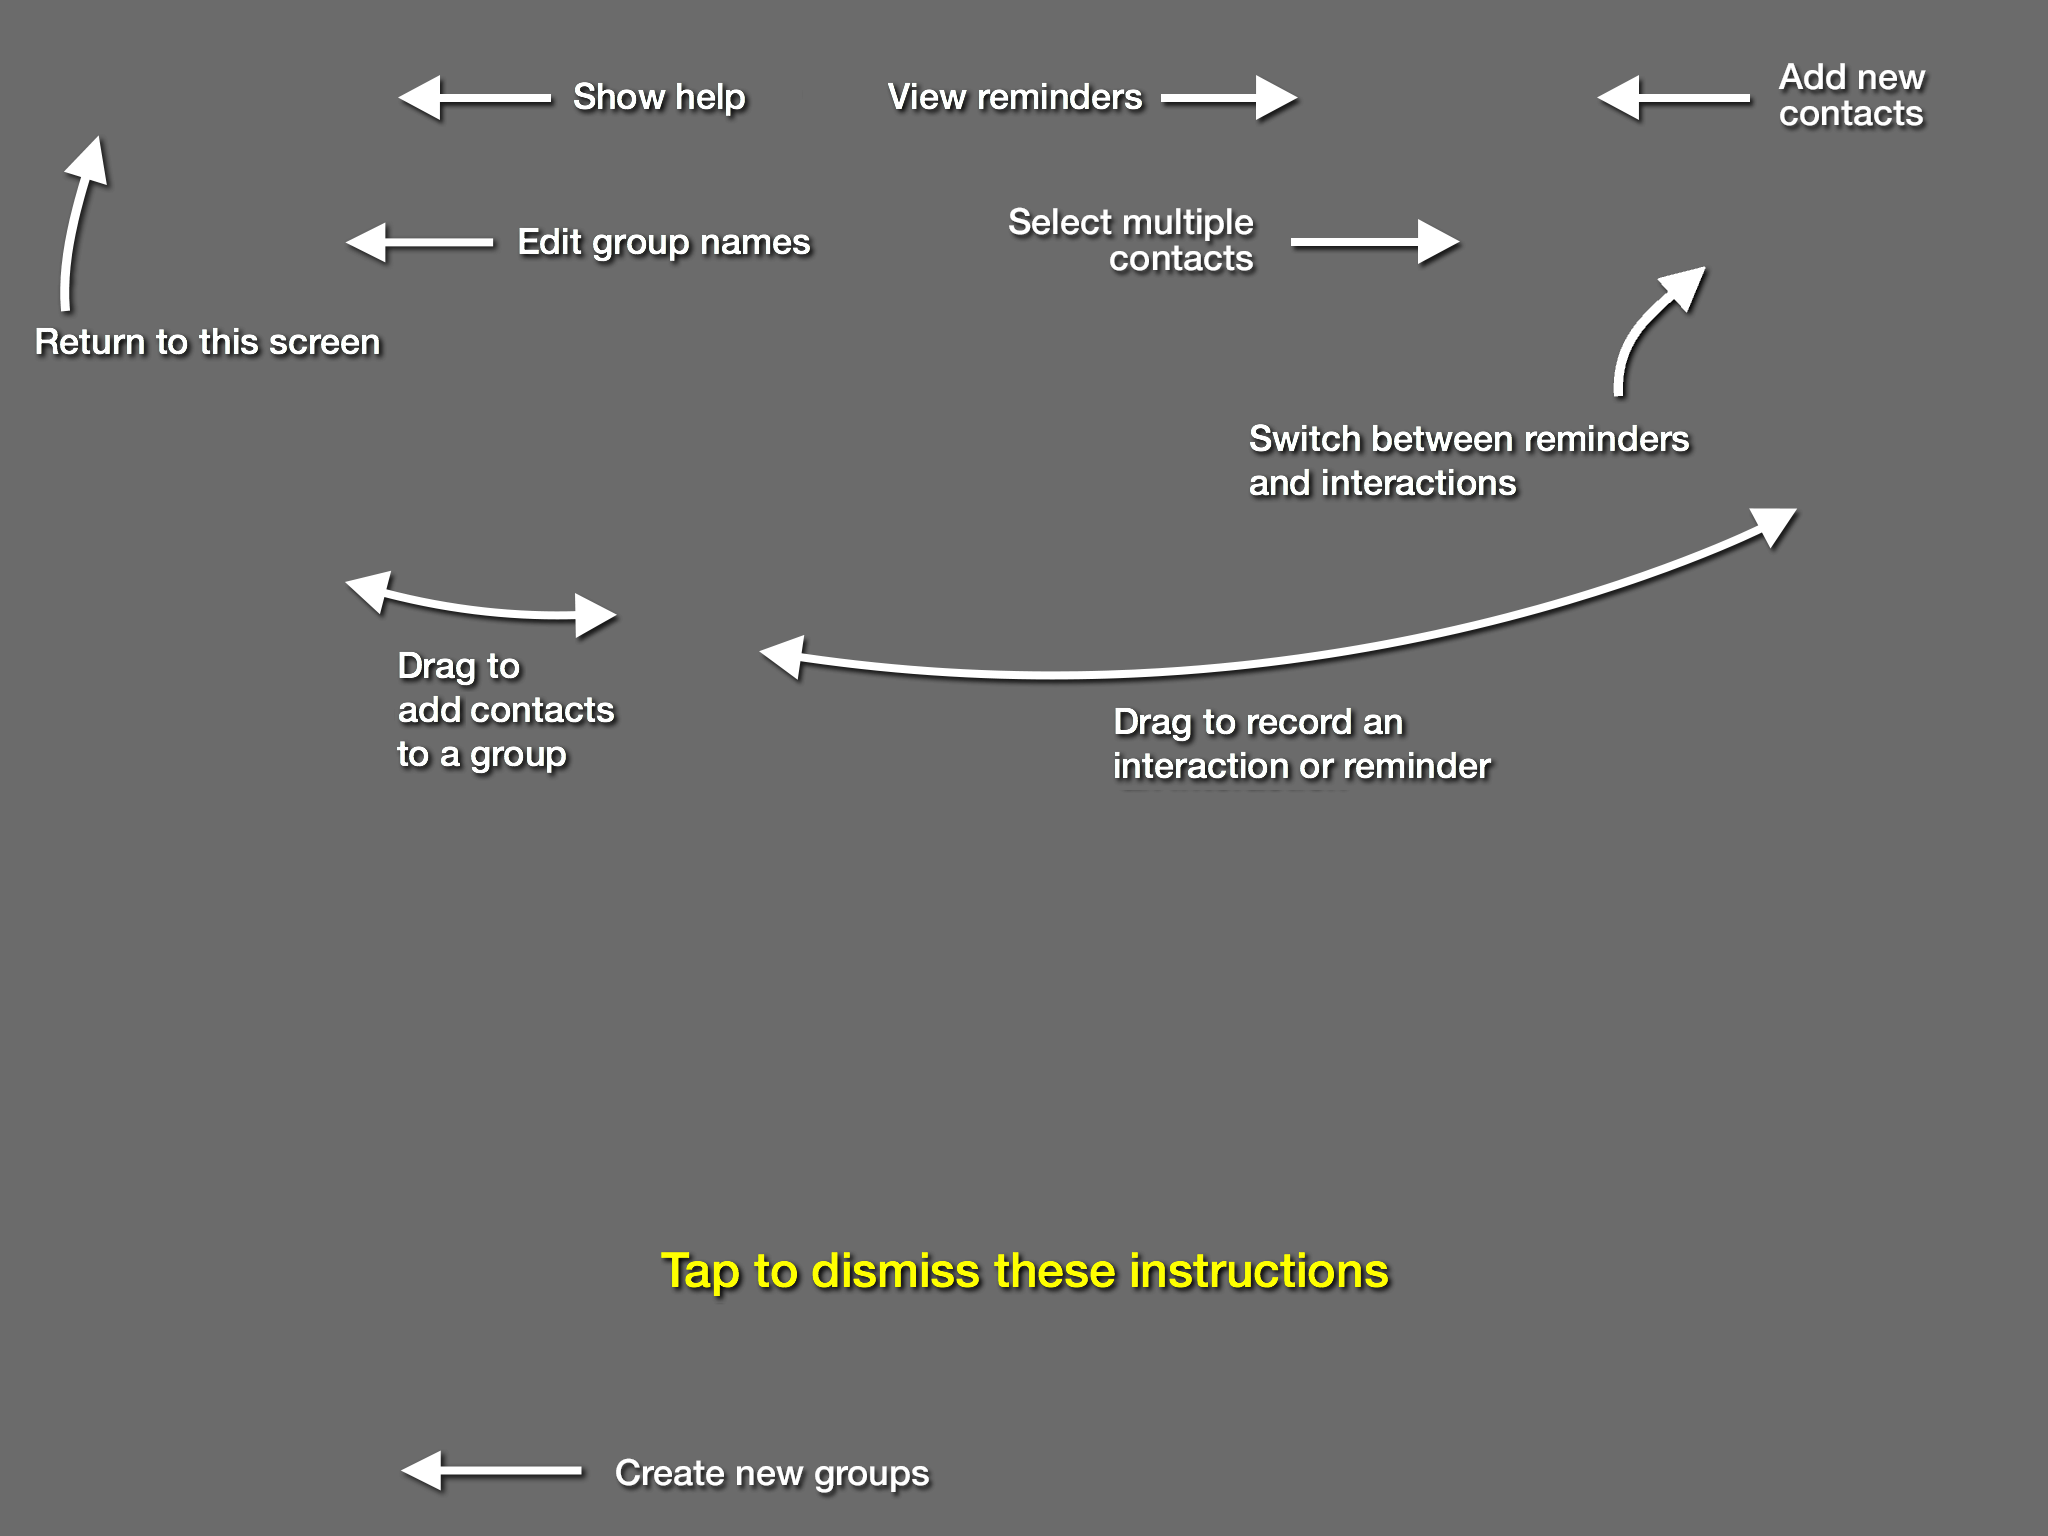 Show help
View reminders
Add new
contacts
Edit group names
Select multiple
contacts
Return to this screen
Switch between reminders
and interactions
Drag to
add contacts
to a group
Drag to record an
interaction or reminder
Tap to dismiss these instructions
Create new groups